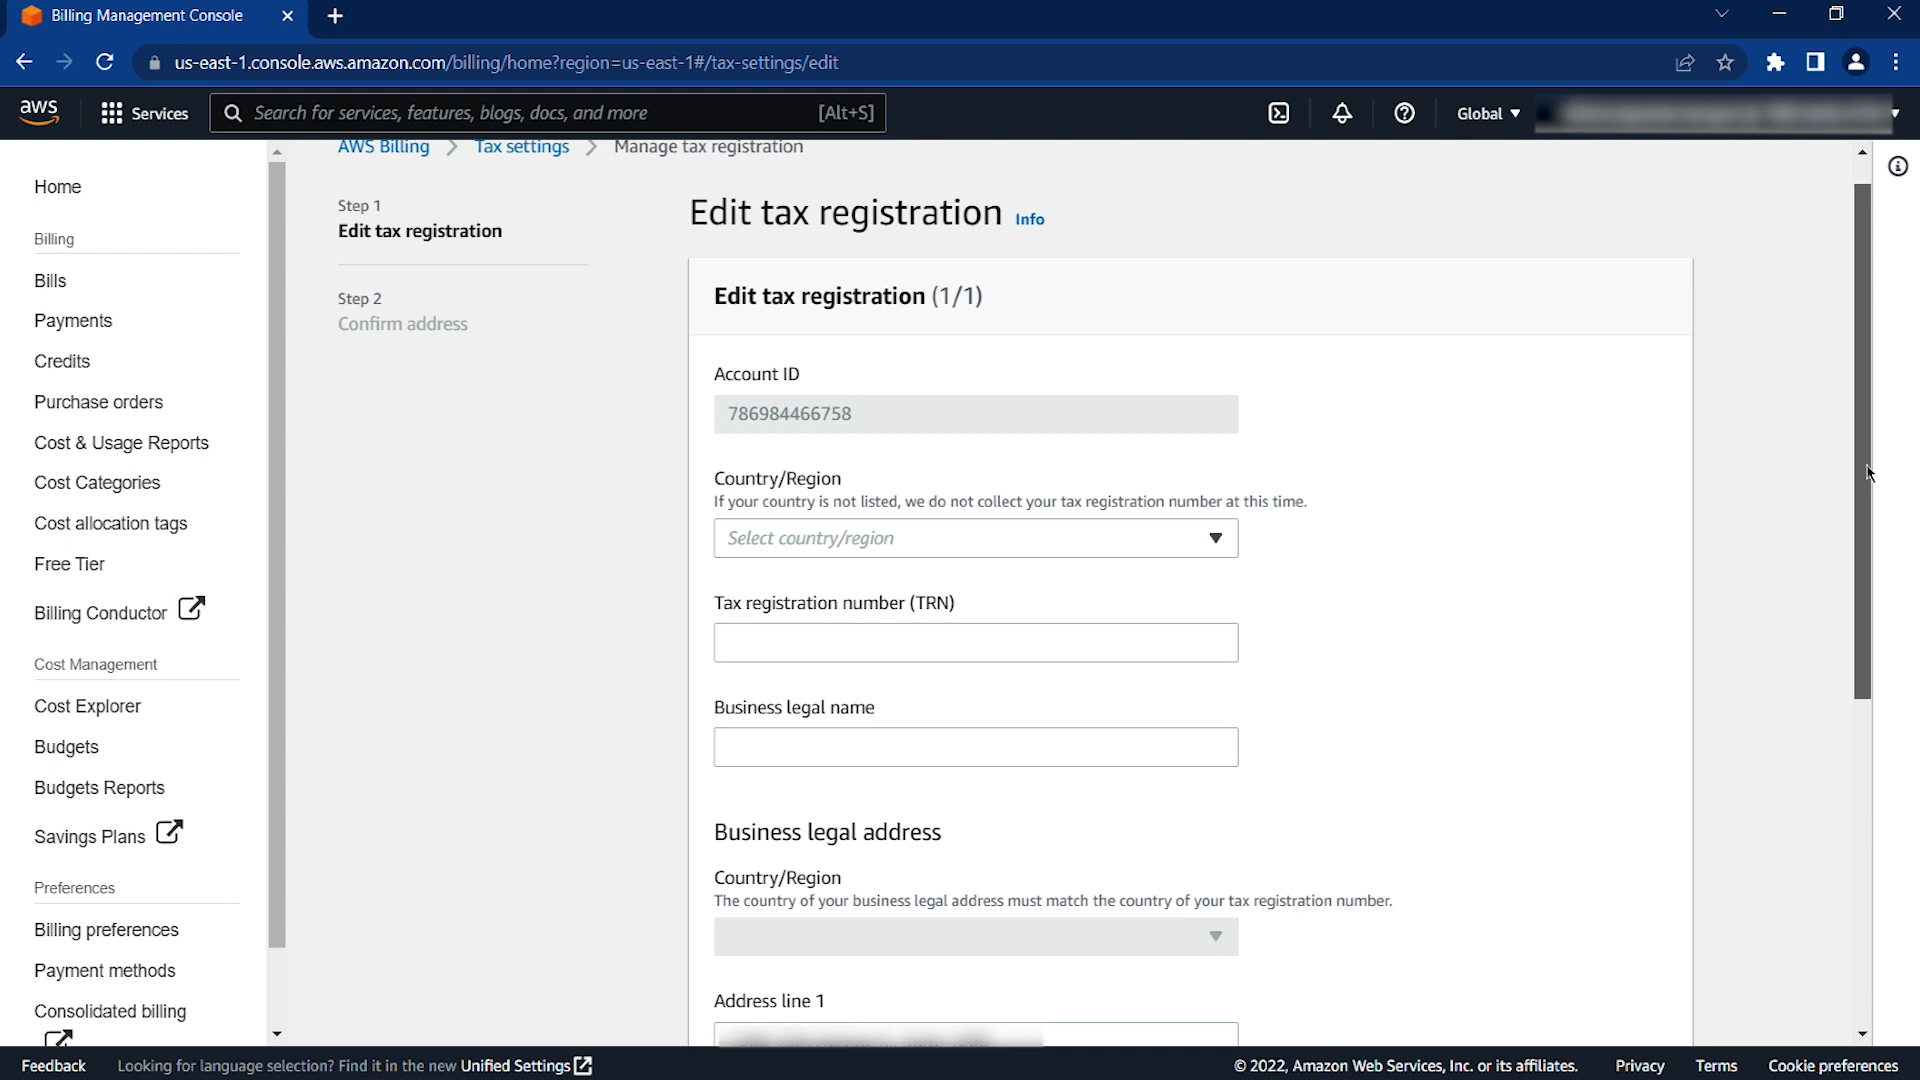 Billing Management Console
us-east-1.console.aws.amazon.com/billing/home?region=us-east-1#/tax-settings/edit
aws
Services
Search for services, features, blogs, docs, and more
[Alt+S]
Global
AWS Billing > Tax settings > Manage tax registration
Home
Billing
Bills
Payments
Credits
Purchase orders
Cost & Usage Reports
Cost Categories
Cost allocation tags
Free Tier
Billing Conductor
Cost Management
Cost Explorer
Budgets
Budgets Reports
Savings Plans
Preferences
Billing preferences
Payment methods
Consolidated billing
Step 1
Edit tax registration
Step 2
Confirm address
Edit tax registration Info
Edit tax registration (1/1)
Account ID
786984466758
Country/Region
If your country is not listed, we do not collect your tax registration number at this time.
Select country/region
Tax registration number (TRN)
Business legal name
Business legal address
Country/Region
The country of your business legal address must match the country of your tax registration number.
Address line 1
Feedback
Looking for language selection? Find it in the new Unified Settings
© 2022, Amazon Web Services, Inc. or its affiliates.
Privacy
Terms
Cookie preferences